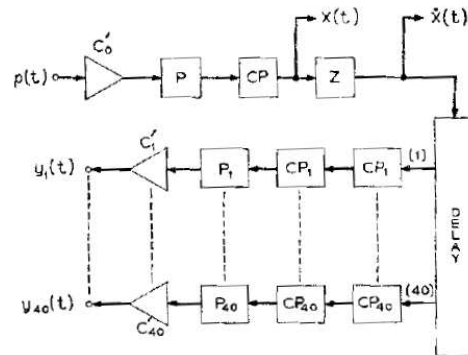 x(t) ẋ(t)
C'₀
p(t) P CP Z
C'₁
y₁(t) P₁ CP₁ CP₁ (1)
DELAY
y₄₀(t) P₄₀ CP₄₀ CP₄₀ (40)
C'₄₀